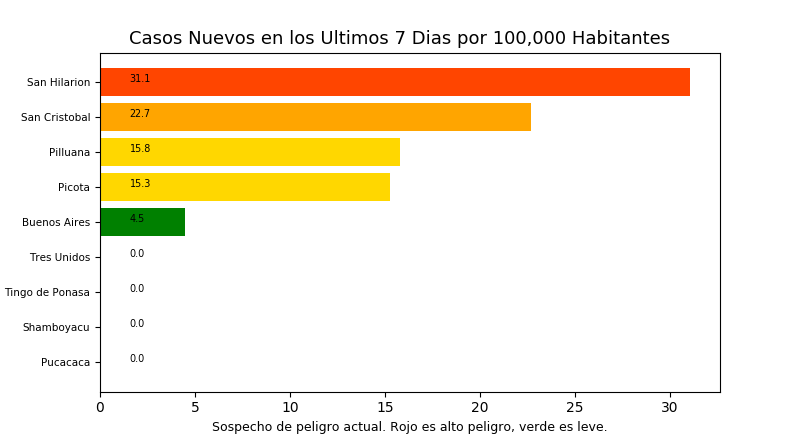 Casos Nuevos en los Ultimos 7 Dias por 100,000 Habitantes
San Hilarion 31.1
San Cristobal 22.7
Pilluana 15.8
Picota 15.3
Buenos Aires 4.5
Tres Unidos 0.0
Tingo de Ponasa 0.0
Shamboyacu 0.0
Pucacaca 0.0
0 5 10 15 20 25 30
Sospecho de peligro actual. Rojo es alto peligro, verde es leve.